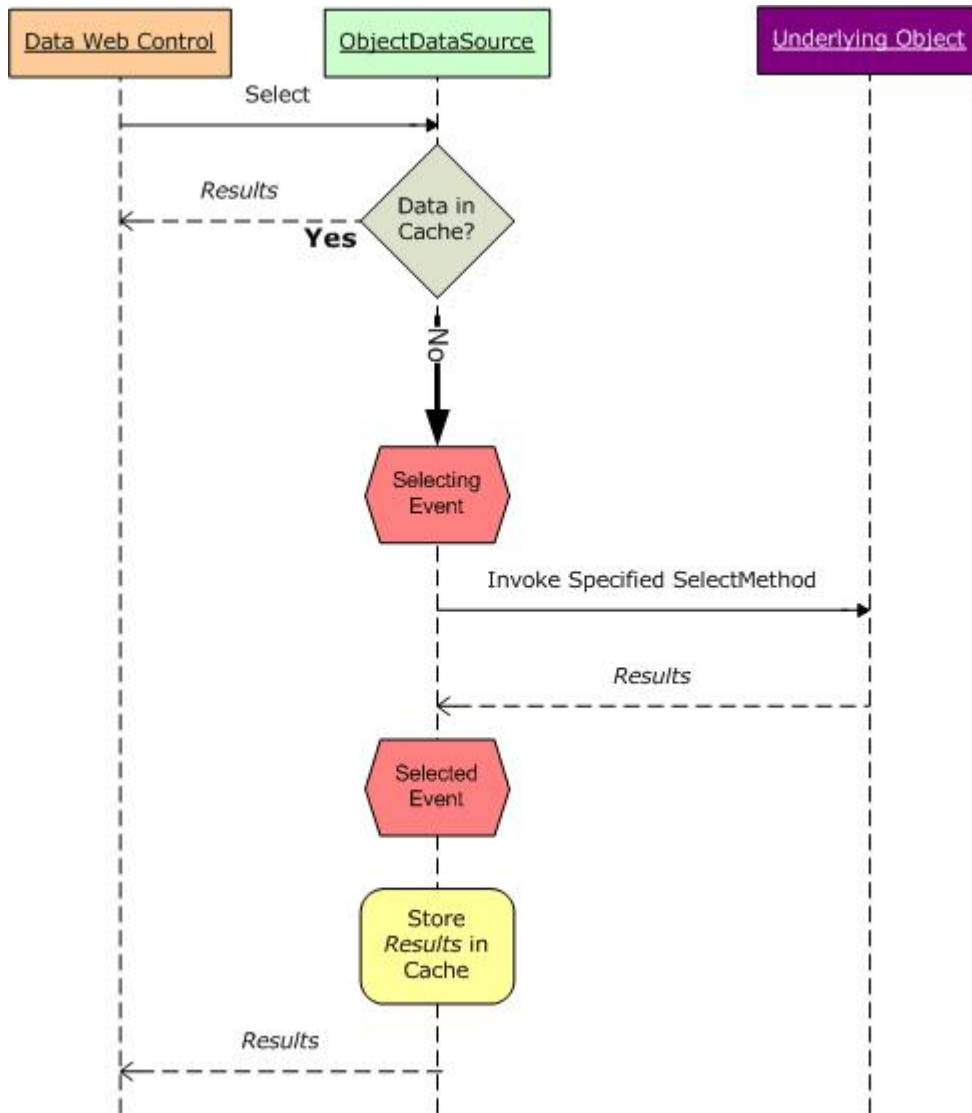 Data Web Control
ObjectDataSource
Underlying Object
Select
Results
Data in
Cache?
Yes
No
Selecting
Event
Invoke Specified SelectMethod
Results
Selected
Event
Store
Results in
Cache
Results